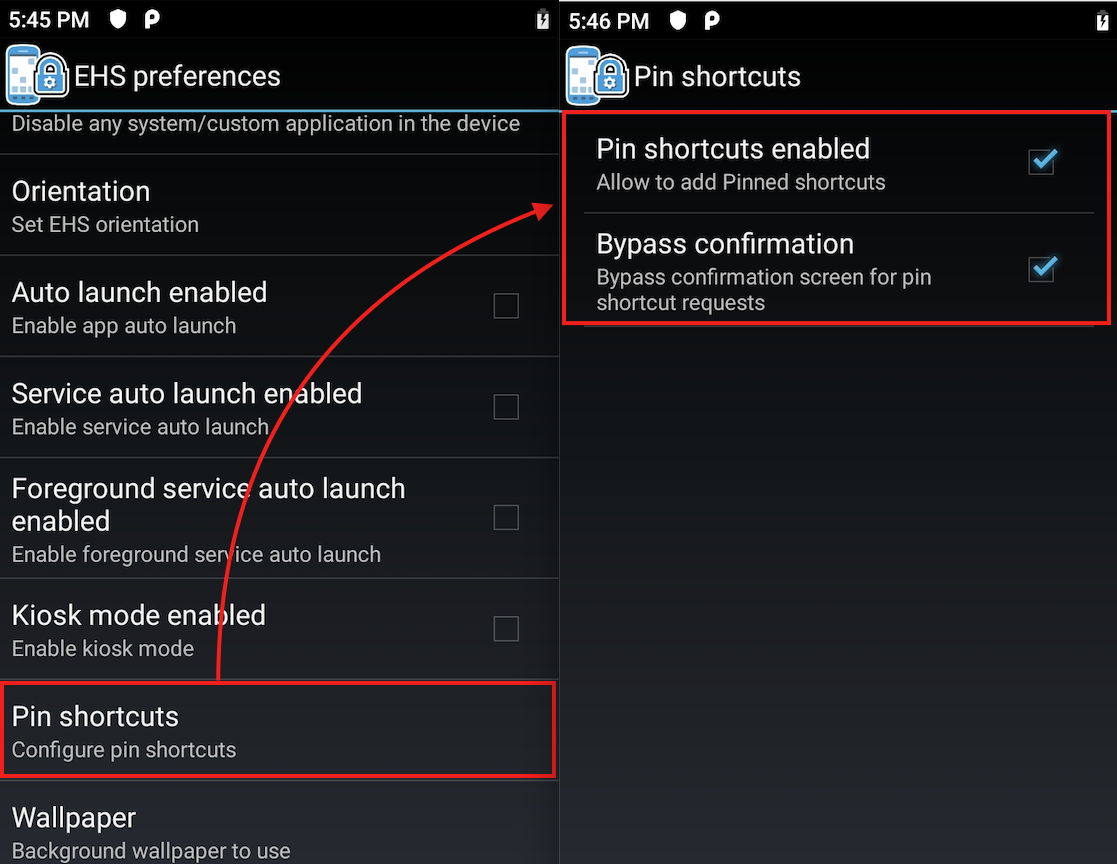 5:45 PM
EHS preferences
Disable any system/custom application in the device
Orientation
Set EHS orientation
Auto launch enabled
Enable app auto launch
Service auto launch enabled
Enable service auto launch
Foreground service auto launch
enabled
Enable foreground service auto launch
Kiosk mode enabled
Enable kiosk mode
Pin shortcuts
Configure pin shortcuts
Wallpaper
Background wallpaper to use
5:46 PM
Pin shortcuts
Pin shortcuts enabled
Allow to add Pinned shortcuts
Bypass confirmation
Bypass confirmation screen for pin
shortcut requests